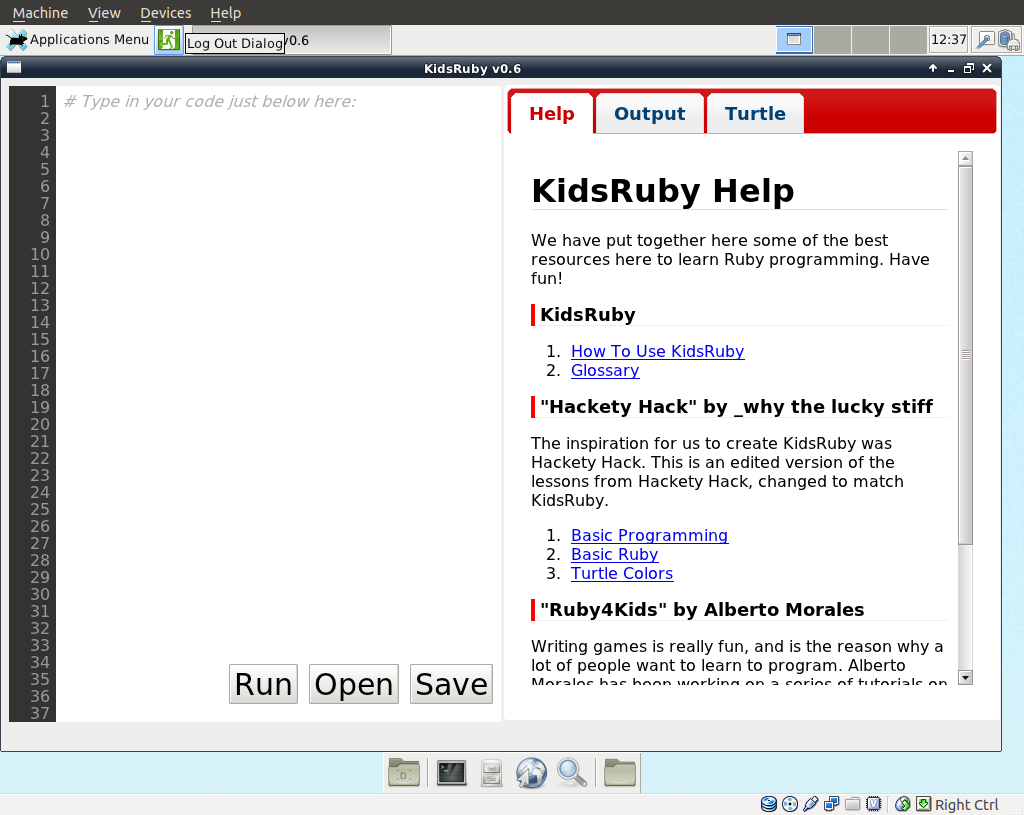 Machine View Devices Help
Applications Menu Log Out Dialog v0.6 12:37
KidsRuby v0.6
1 # Type in your code just below here:
2
3
4
5
6
7
8
9
10
11
12
13
14
15
16
17
18
19
20
21
22
23
24
25
26
27
28
29
30
31
32
33
34
35
36
37
Run Open Save
Help Output Turtle
KidsRuby Help
We have put together here some of the best
resources here to learn Ruby programming. Have
fun!
KidsRuby
1. How To Use KidsRuby
2. Glossary
"Hackety Hack" by _why the lucky stiff
The inspiration for us to create KidsRuby was
Hackety Hack. This is an edited version of the
lessons from Hackety Hack, changed to match
KidsRuby.
1. Basic Programming
2. Basic Ruby
3. Turtle Colors
"Ruby4Kids" by Alberto Morales
Writing games is really fun, and is the reason why a
lot of people want to learn to program. Alberto
Morales has been working on a series of tutorials on
Right Ctrl